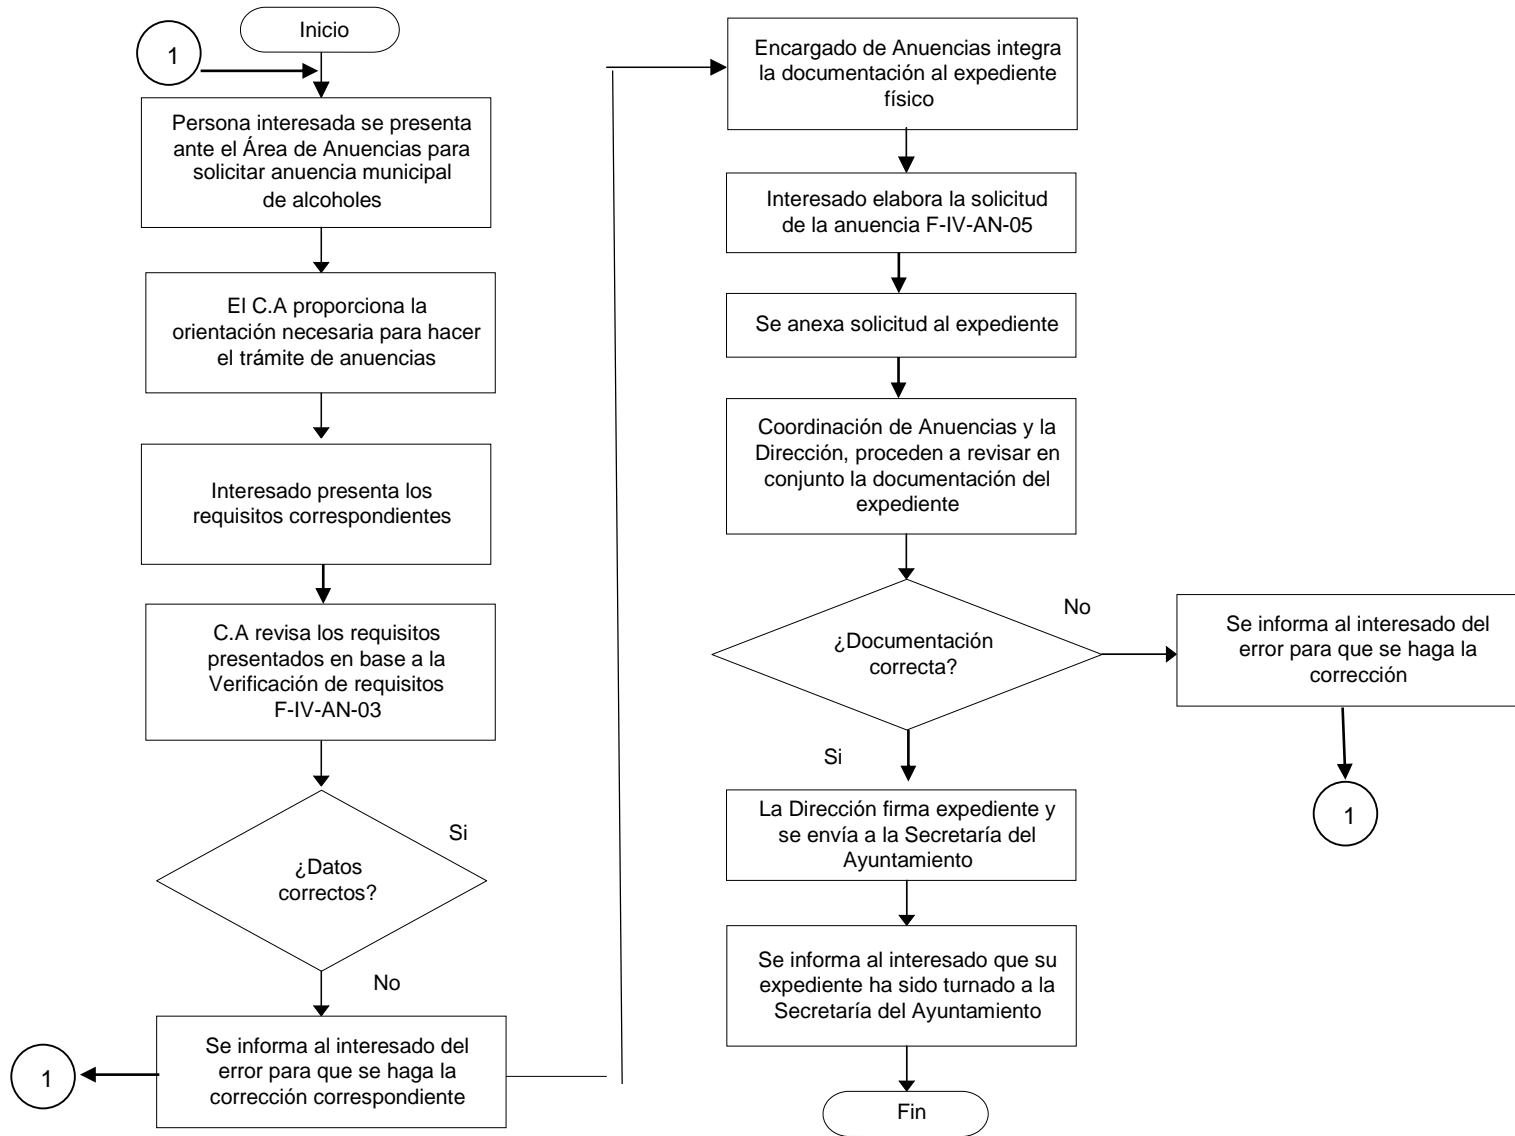 Inicio
1
Persona interesada se presenta
ante el Área de Anuencias para
solicitar anuencia municipal
de alcoholes
El C.A proporciona la
orientación necesaria para hacer
el trámite de anuencias
Interesado presenta los
requisitos correspondientes
C.A revisa los requisitos
presentados en base a la
Verificación de requisitos
F-IV-AN-03
¿Datos
correctos?
Si
No
Se informa al interesado del
error para que se haga la
corrección correspondiente
1
Encargado de Anuencias integra
la documentación al expediente
físico
Interesado elabora la solicitud
de la anuencia F-IV-AN-05
Se anexa solicitud al expediente
Coordinación de Anuencias y la
Dirección, proceden a revisar en
conjunto la documentación del
expediente
¿Documentación
correcta?
No
Se informa al interesado del
error para que se haga la
corrección
1
Si
La Dirección firma expediente y
se envía a la Secretaría del
Ayuntamiento
Se informa al interesado que su
expediente ha sido turnado a la
Secretaría del Ayuntamiento
Fin